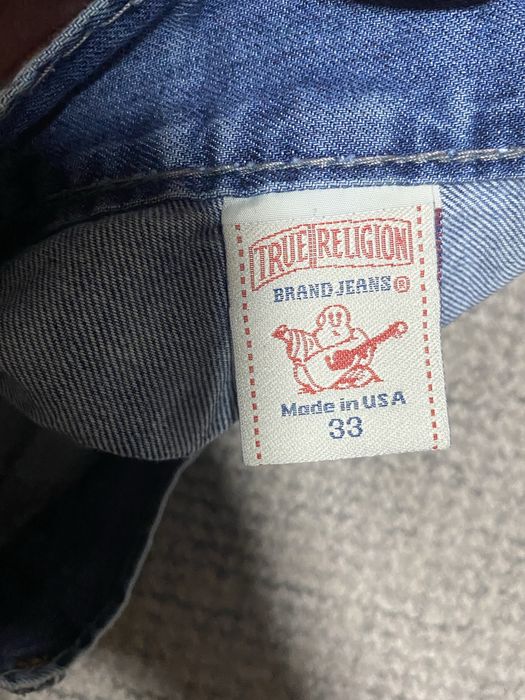 TRUE RELIGION
BRAND JEANS ®
Made in USA
33